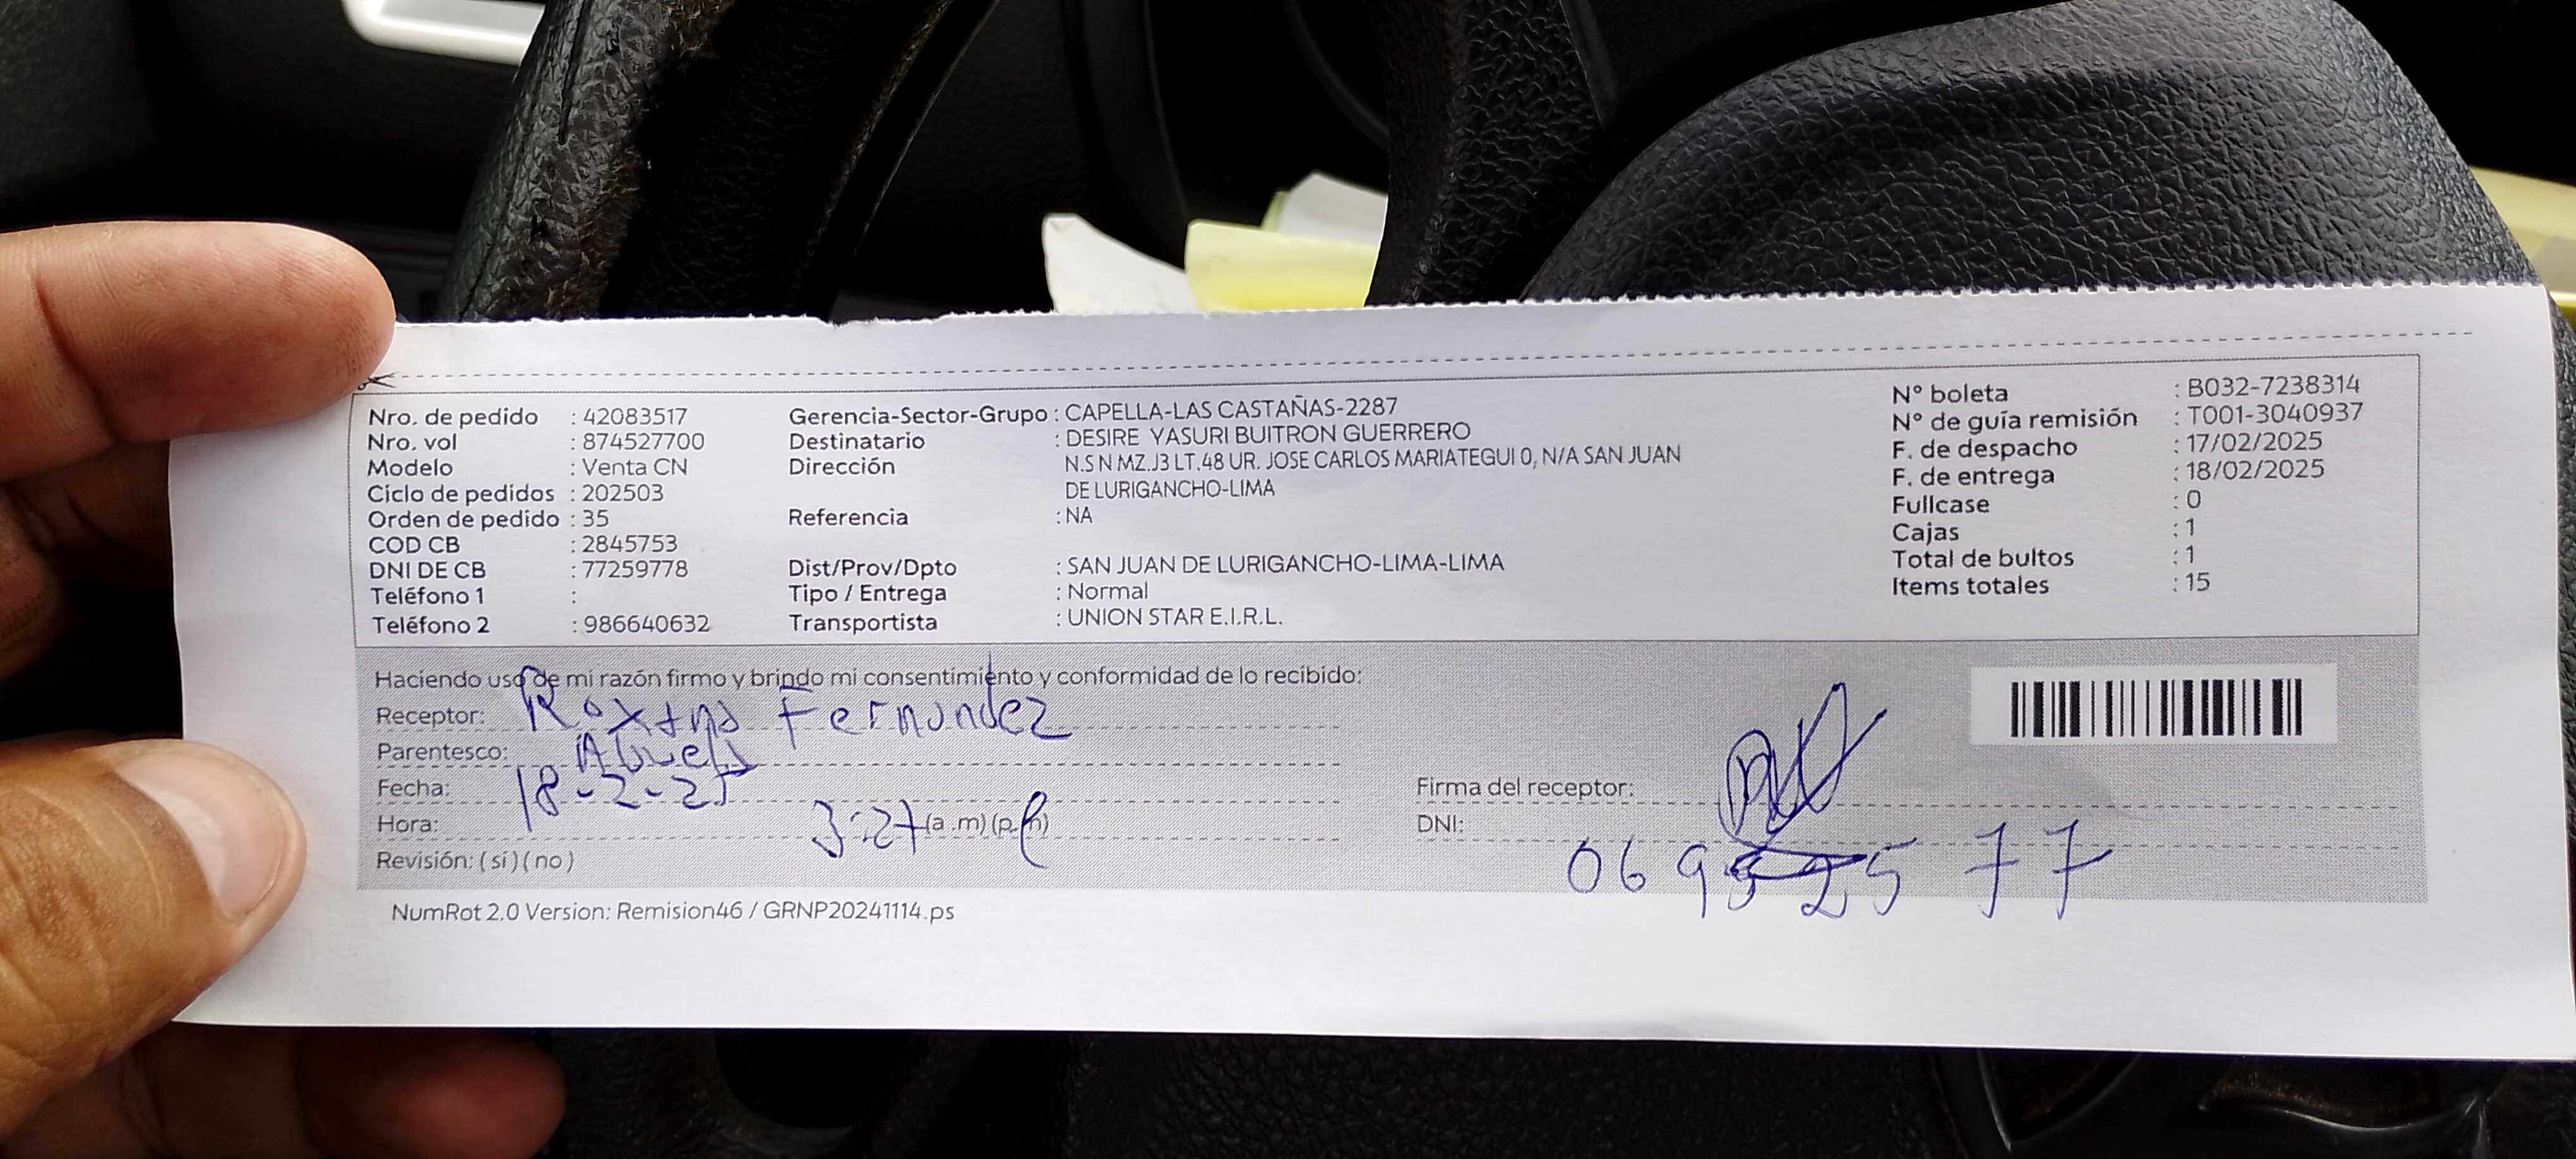 Nro. de pedido : 42083517
Nro. vol : 874527700
Modelo : Venta CN
Ciclo de pedidos : 202503
Orden de pedido : 35
COD CB : 2845753
DNI DE CB : 77259778
Teléfono 1 :
Teléfono 2 : 986640632
Gerencia-Sector-Grupo : CAPELLA-LAS CASTAÑAS-2287
Destinatario : DESIRE YASURI BUITRON GUERRERO
Dirección N.S N MZ.J3 LT.48 UR. JOSE CARLOS MARIATEGUI 0, N/A SAN JUAN
DE LURIGANCHO-LIMA
Referencia : NA
Dist/Prov/Dpto : SAN JUAN DE LURIGANCHO-LIMA-LIMA
Tipo / Entrega : Normal
Transportista : UNION STAR E.I.R.L.
N° boleta : B032-7238314
N° de guía remisión : T001-3040937
F. de despacho : 17/02/2025
F. de entrega : 18/02/2025
Fullcase : 0
Cajas : 1
Total de bultos : 1
Items totales : 15
Haciendo uso de mi razón firmo y brindo mi consentimiento y conformidad de lo recibido:
Receptor: Roxana Fernandez
Parentesco: Abuela
Fecha: 18-2-25
Hora: 3:27 (a.m) (p.m)
Revisión: ( sí ) ( no )
Firma del receptor:
DNI:
NumRot 2.0 Version: Remision46 / GRNP20241114.ps